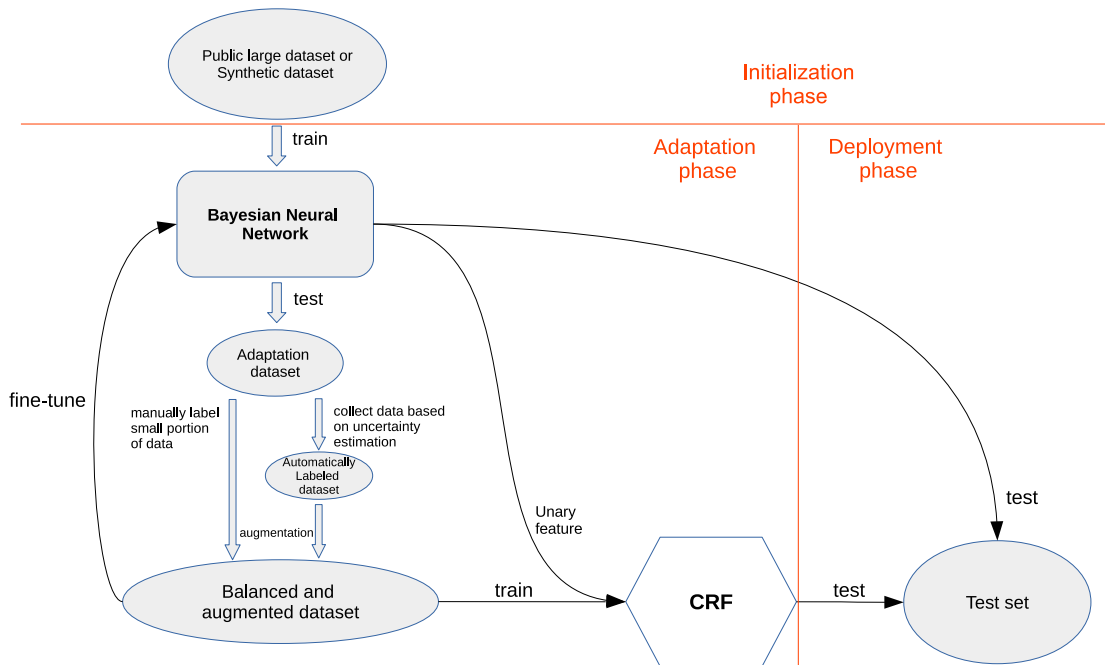 Public large dataset or
Synthetic dataset
Initialization
phase
train
Adaptation
phase
Deployment
phase
Bayesian Neural
Network
test
Adaptation
dataset
fine-tune
manually label
small portion
of data
collect data based
on uncertainty
estimation
Automatically
Labeled
dataset
augmentation
Unary
feature
test
Balanced and
augmented dataset
train
CRF
test
Test set